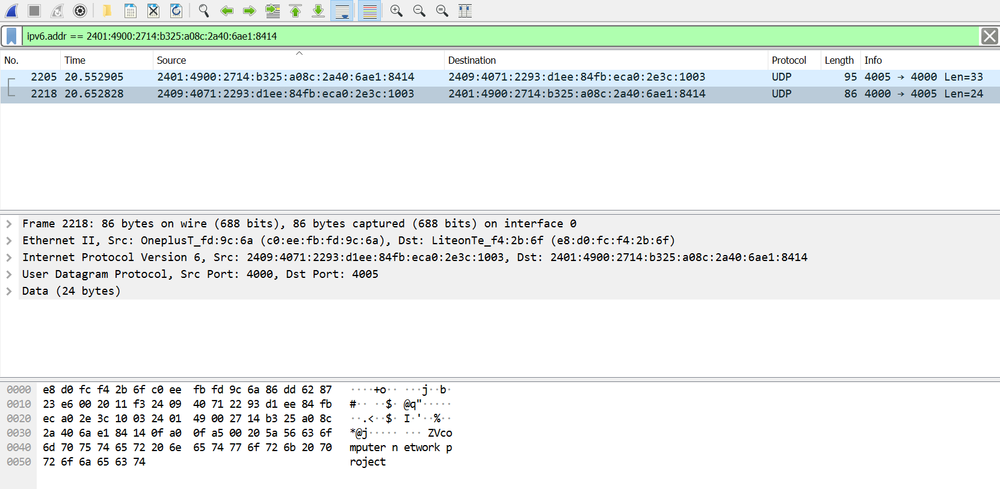 ipv6.addr == 2401:4900:2714:b325:a08c:2a40:6ae1:8414
No. Time Source Destination Protocol Length Info
2205 20.552905 2401:4900:2714:b325:a08c:2a40:6ae1:8414 2409:4071:2293:d1ee:84fb:eca0:2e3c:1003 UDP 95 4005 → 4000 Len=33
2218 20.652828 2409:4071:2293:d1ee:84fb:eca0:2e3c:1003 2401:4900:2714:b325:a08c:2a40:6ae1:8414 UDP 86 4000 → 4005 Len=24
Frame 2218: 86 bytes on wire (688 bits), 86 bytes captured (688 bits) on interface 0
Ethernet II, Src: OneplusT_fd:9c:6a (c0:ee:fb:fd:9c:6a), Dst: LiteonTe_f4:2b:6f (e8:d0:fc:f4:2b:6f)
Internet Protocol Version 6, Src: 2409:4071:2293:d1ee:84fb:eca0:2e3c:1003, Dst: 2401:4900:2714:b325:a08c:2a40:6ae1:8414
User Datagram Protocol, Src Port: 4000, Dst Port: 4005
Data (24 bytes)
0000 e8 d0 fc f4 2b 6f c0 ee fb fd 9c 6a 86 dd 62 87 ····+o·· ···j··b·
0010 23 e6 00 20 11 f3 24 09 40 71 22 93 d1 ee 84 fb #·· ··$· @q"·····
0020 ec a0 2e 3c 10 03 24 01 49 00 27 14 b3 25 a0 8c ··.<··$· I·'··%··
0030 2a 40 6a e1 84 14 0f a0 0f a5 00 20 5a 56 63 6f *@j····· ··· ZVco
0040 6d 70 75 74 65 72 20 6e 65 74 77 6f 72 6b 20 70 mputer n etwork p
0050 72 6f 6a 65 63 74 roject